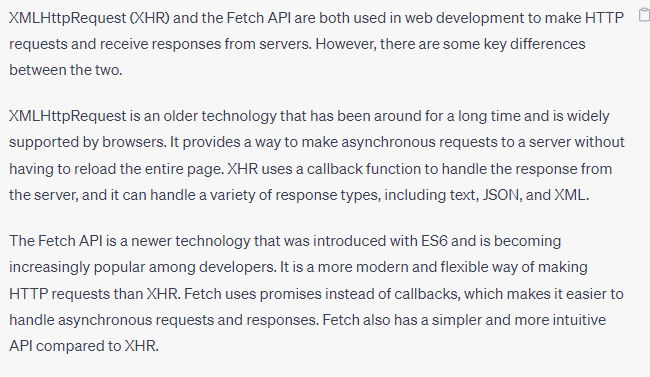 XMLHttpRequest (XHR) and the Fetch API are both used in web development to make HTTP
requests and receive responses from servers. However, there are some key differences
between the two.
XMLHttpRequest is an older technology that has been around for a long time and is widely
supported by browsers. It provides a way to make asynchronous requests to a server without
having to reload the entire page. XHR uses a callback function to handle the response from
the server, and it can handle a variety of response types, including text, JSON, and XML.
The Fetch API is a newer technology that was introduced with ES6 and is becoming
increasingly popular among developers. It is a more modern and flexible way of making
HTTP requests than XHR. Fetch uses promises instead of callbacks, which makes it easier to
handle asynchronous requests and responses. Fetch also has a simpler and more intuitive
API compared to XHR.